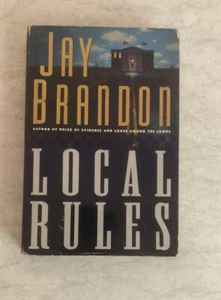 JAY
BRANDON
AUTHOR OF RULES OF EVIDENCE AND LOOSE AMONG THE LAMBS
LOCAL
RULES